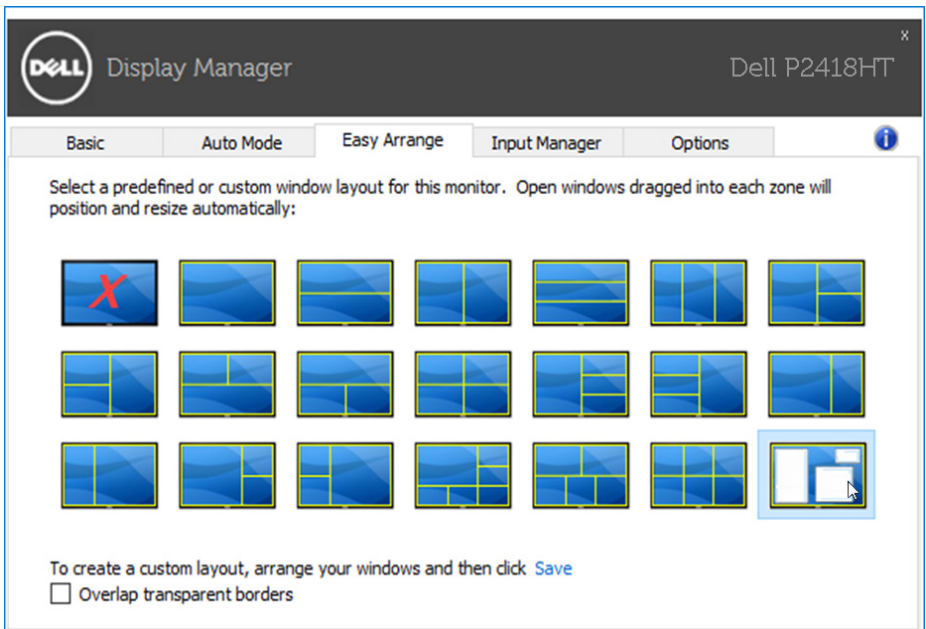 x
DELL Display Manager Dell P2418HT
Basic Auto Mode Easy Arrange Input Manager Options i
Select a predefined or custom window layout for this monitor. Open windows dragged into each zone will
position and resize automatically:
X
To create a custom layout, arrange your windows and then click Save
Overlap transparent borders